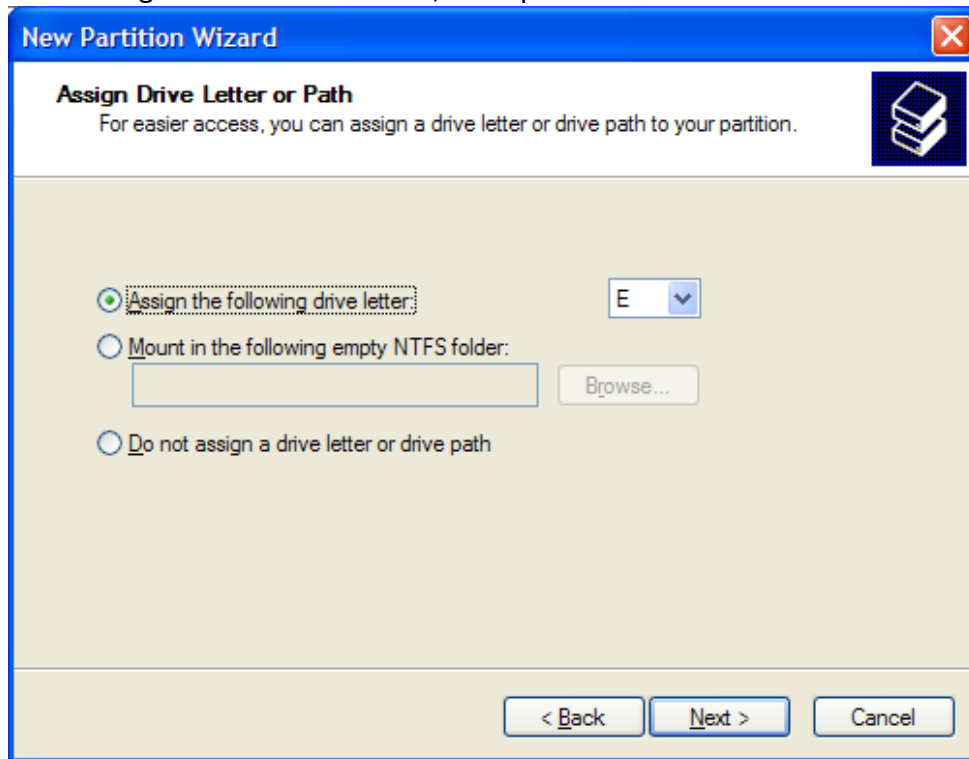 New Partition Wizard
Assign Drive Letter or Path
For easier access, you can assign a drive letter or drive path to your partition.
Assign the following drive letter:
E
Mount in the following empty NTFS folder:
Browse...
Do not assign a drive letter or drive path
< Back
Next >
Cancel